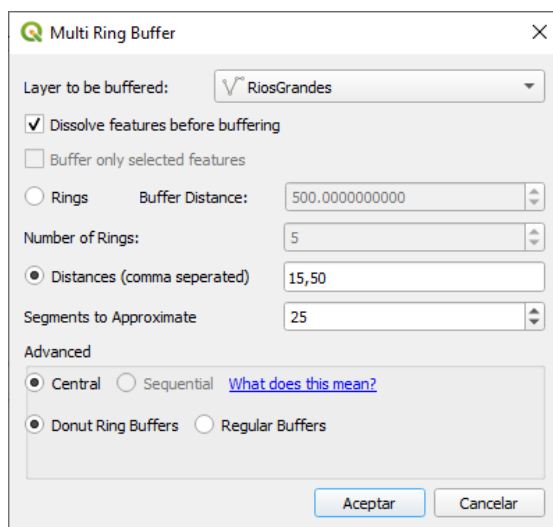 Multi Ring Buffer
Layer to be buffered: RiosGrandes
Dissolve features before buffering
Buffer only selected features
Rings Buffer Distance: 500.0000000000
Number of Rings: 5
Distances (comma seperated) 15,50
Segments to Approximate 25
Advanced
Central Sequential What does this mean?
Donut Ring Buffers Regular Buffers
Aceptar Cancelar